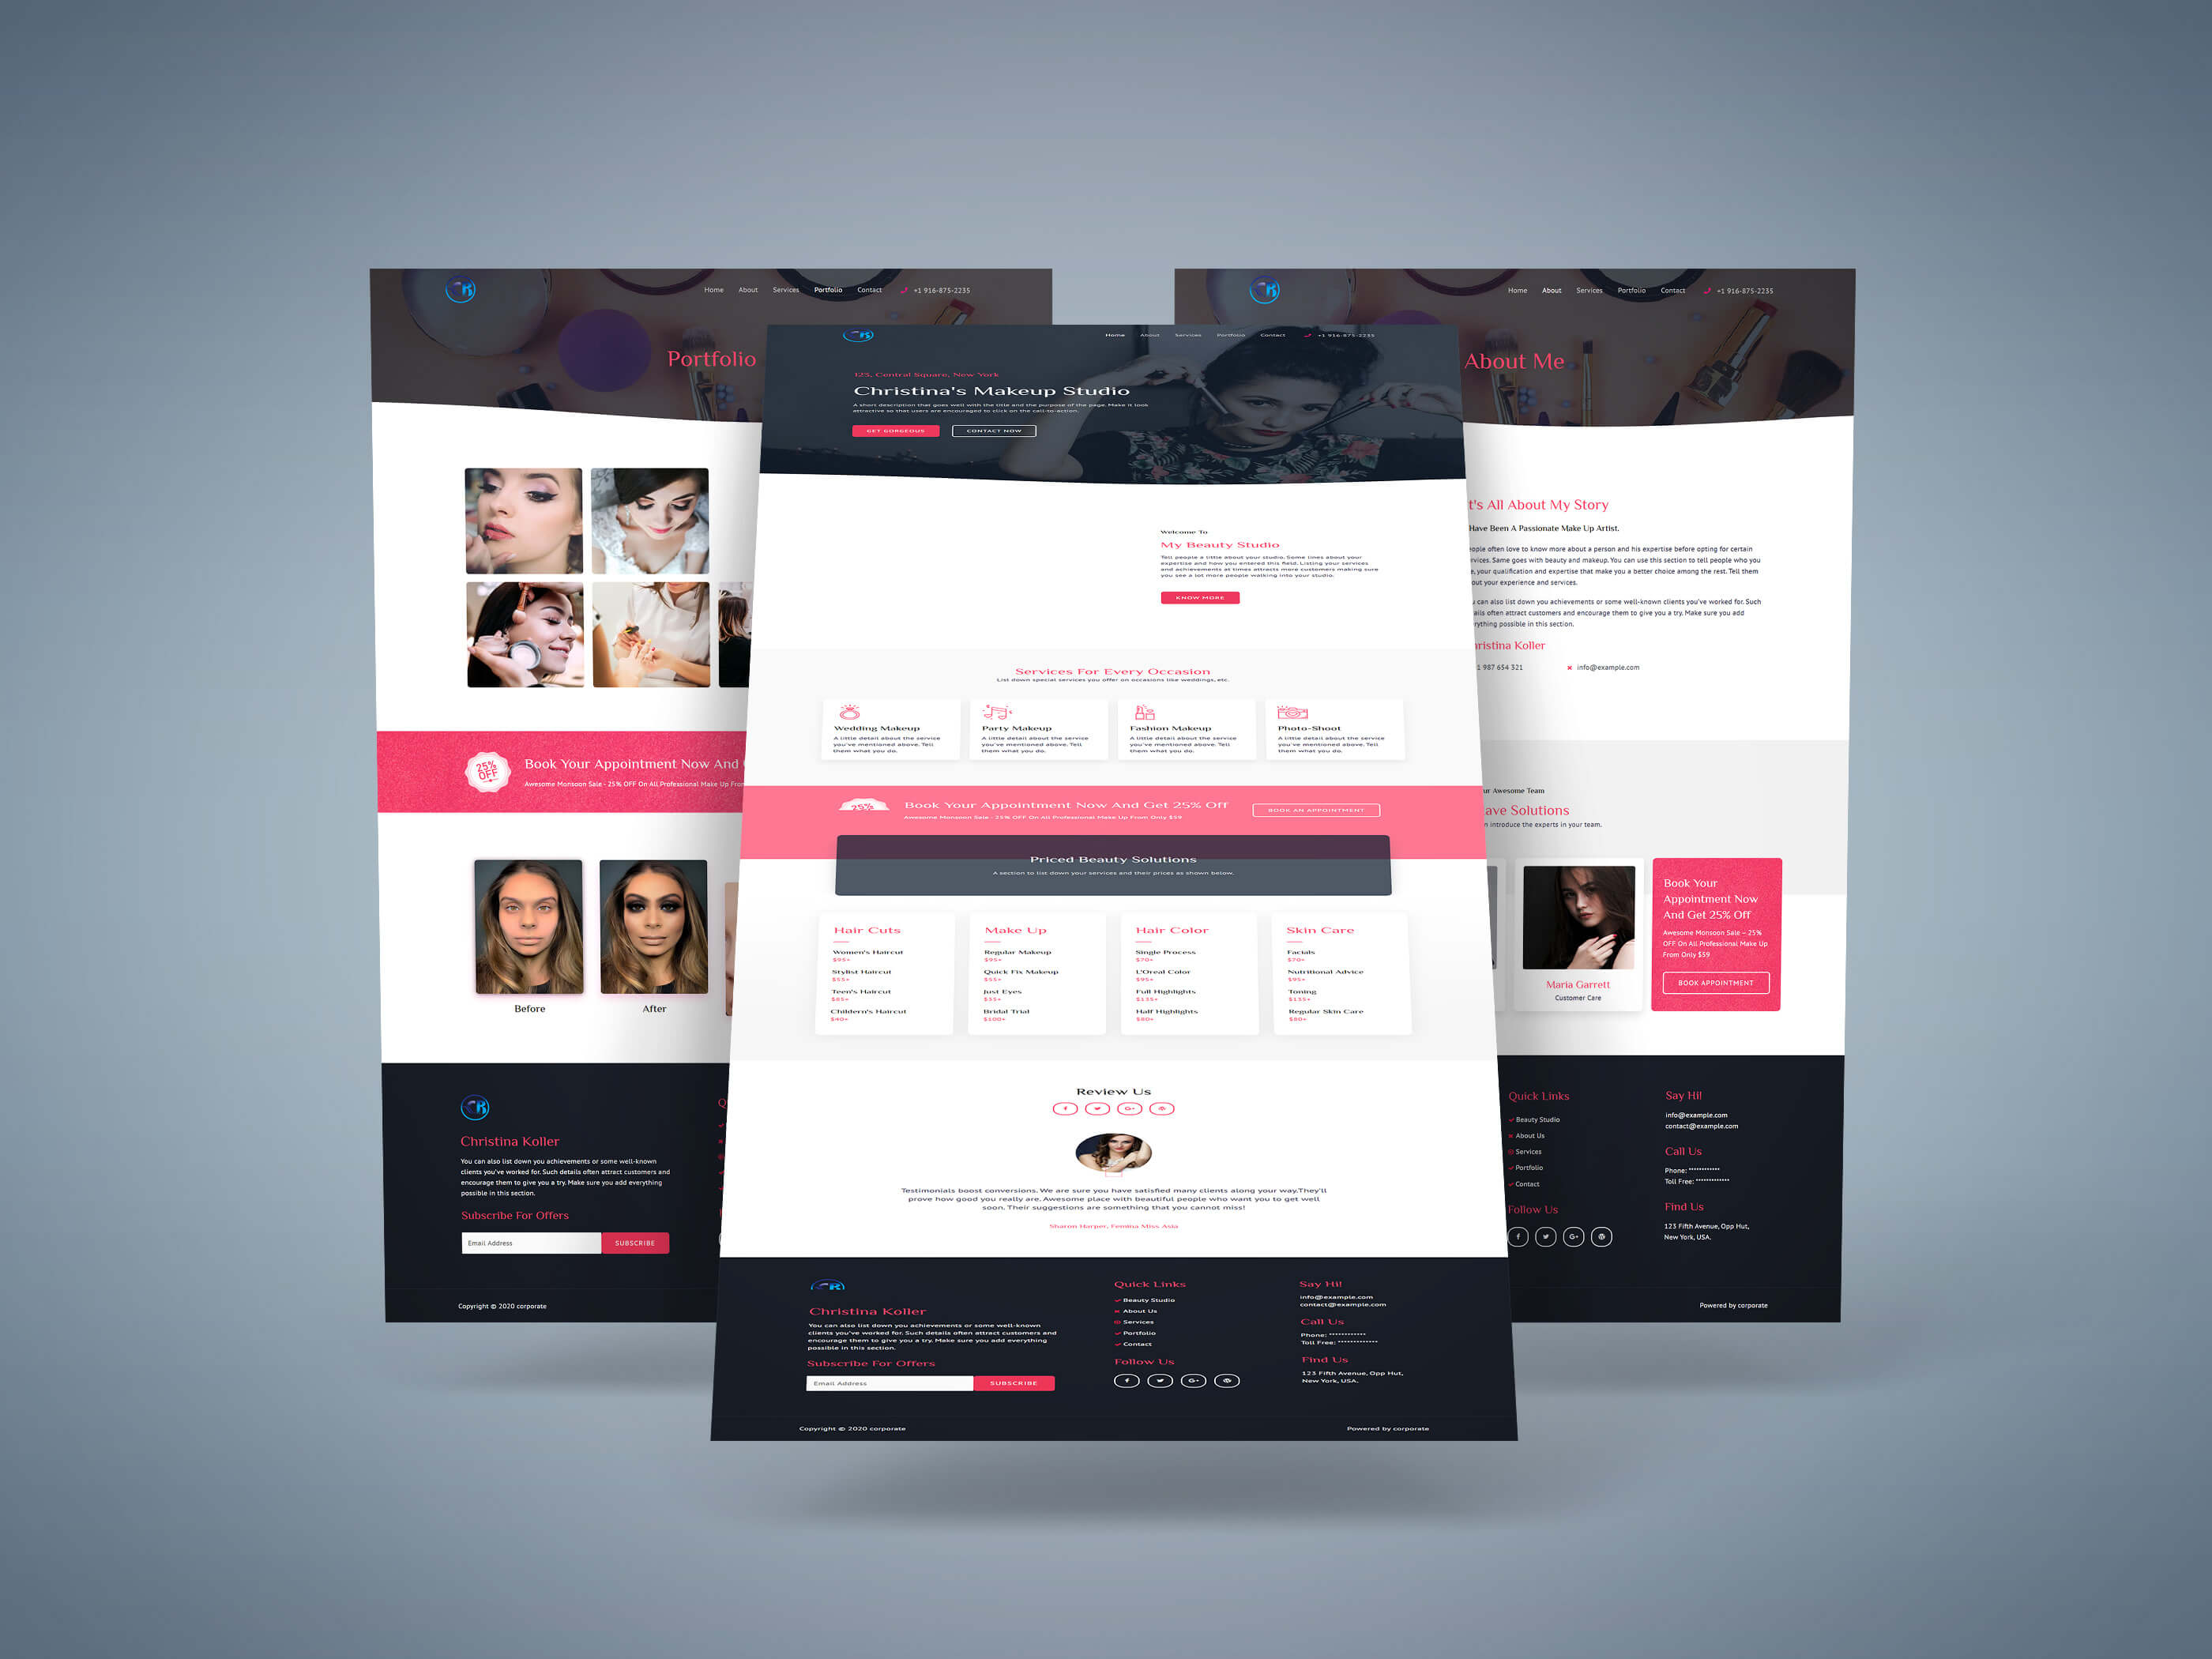 Home About Services Portfolio Contact +1 916-875-2235
Portfolio
25%
OFF
Book Your Appointment Now And
Awesome Monsoon Sale - 25% OFF On All Professional Make Up From
Before After
Christina Koller
You can also list down you achievements or some well-known
clients you've worked for. Such details often attract customers and
encourage them to give you a try. Make sure you add everything
possible in this section.
Subscribe For Offers
Email Address SUBSCRIBE
Copyright © 2020 corporate
Home About Services Portfolio Contact +1 916-875-2235
123, Central Square, New York
Christina's Makeup Studio
A short description that goes well with the title and the purpose of the page. Make it look
attractive so that users are encouraged to click on the call-to-action.
GET GORGEOUS CONTACT NOW
Welcome To
My Beauty Studio
Tell people a little about your studio. Some lines about your
expertise and how you entered this field. Listing your services
and achievements at times attracts more customers making sure
you see a lot more people walking into your studio.
KNOW MORE
Services For Every Occasion
List down special services you offer on occasions like weddings, etc.
Wedding Makeup
A little detail about the service
you've mentioned above. Tell
them what you do.
Party Makeup
A little detail about the service
you've mentioned above. Tell
them what you do.
Fashion Makeup
A little detail about the service
you've mentioned above. Tell
them what you do.
Photo-Shoot
A little detail about the service
you've mentioned above. Tell
them what you do.
25%
Book Your Appointment Now And Get 25% Off
Awesome Monsoon Sale - 25% OFF On All Professional Make Up From Only $59
BOOK AN APPOINTMENT
Priced Beauty Solutions
A section to list down your services and their prices as shown below.
Hair Cuts
Women's Haircut
$95+
Stylist Haircut
$55+
Teen's Haircut
$85+
Childern's Haircut
$40+
Make Up
Regular Makeup
$95+
Quick Fix Makeup
$55+
Just Eyes
$35+
Bridal Trial
$100+
Hair Color
Single Process
$70+
L'Oreal Color
$95+
Full Highlights
$135+
Half Highlights
$80+
Skin Care
Facials
$70+
Nutritional Advice
$95+
Toning
$135+
Regular Skin Care
$80+
Review Us
Testimonials boost conversions. We are sure you have satisfied many clients along your way.They'll
prove how good you really are. Awesome place with beautiful people who want you to get well
soon. Their suggestions are something that you cannot miss!
Sharon Harper, Femina Miss Asia
Christina Koller
You can also list down you achievements or some well-known
clients you've worked for. Such details often attract customers and
encourage them to give you a try. Make sure you add everything
possible in this section.
Subscribe For Offers
Email Address SUBSCRIBE
Quick Links
Beauty Studio
About Us
Services
Portfolio
Contact
Follow Us
Say Hi!
info@example.com
contact@example.com
Call Us
Phone: ************
Toll Free: *************
Find Us
123 Fifth Avenue, Opp Hut,
New York, USA.
Copyright © 2020 corporate Powered by corporate
Home About Services Portfolio Contact +1 916-875-2235
About Me
t's All About My Story
Have Been A Passionate Make Up Artist.
ople often love to know more about a person and his expertise before opting for certain
vices. Same goes with beauty and makeup. You can use this section to tell people who you
e, your qualification and expertise that make you a better choice among the rest. Tell them
out your experience and services.
u can also list down you achievements or some well-known clients you've worked for. Such
ails often attract customers and encourage them to give you a try. Make sure you add
erything possible in this section.
ristina Koller
1 987 654 321 info@example.com
ur Awesome Team
ave Solutions
n introduce the experts in your team.
Maria Garrett
Customer Care
Book Your
Appointment Now
And Get 25% Off
Awesome Monsoon Sale – 25%
OFF On All Professional Make Up
From Only $59
BOOK APPOINTMENT
Quick Links
Beauty Studio
About Us
Services
Portfolio
Contact
Follow Us
Say Hi!
info@example.com
contact@example.com
Call Us
Phone: ************
Toll Free: *************
Find Us
123 Fifth Avenue, Opp Hut,
New York, USA.
Powered by corporate